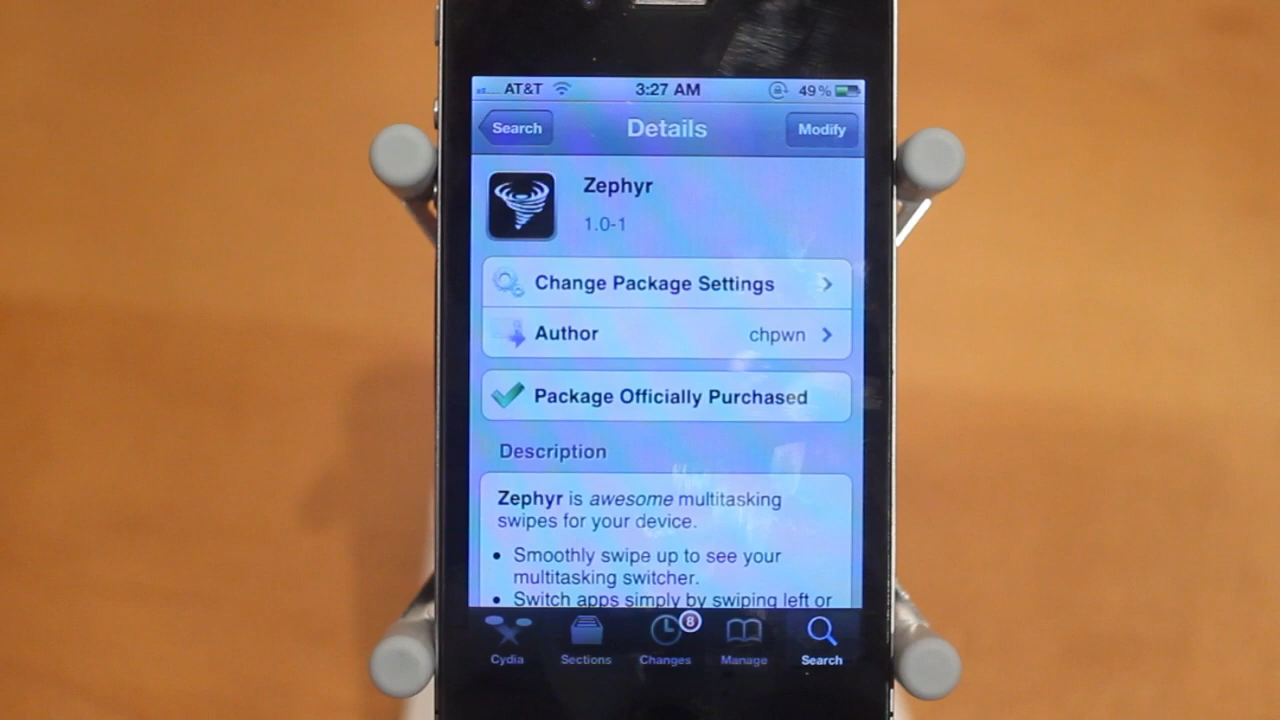 AT&T 3:27 AM 49%
Search Details Modify
Zephyr
1.0-1
Change Package Settings
Author chpwn
Package Officially Purchased
Description
Zephyr is awesome multitasking
swipes for your device.
• Smoothly swipe up to see your
multitasking switcher.
• Switch apps simply by swiping left or
8
Cydia Sections Changes Manage Search